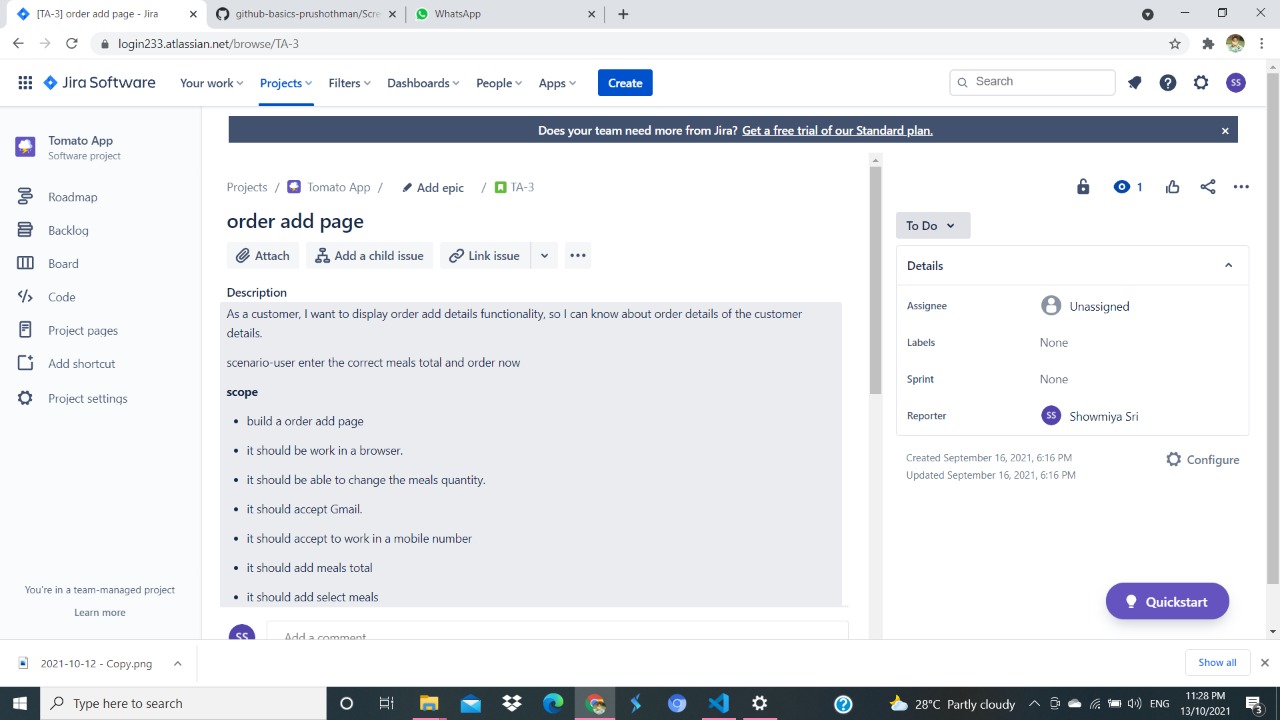 [TA-3] order add page - Jira
github-basics-prushothman/Scre
WhatsApp
login233.atlassian.net/browse/TA-3
Jira Software
Your work
Projects
Filters
Dashboards
People
Apps
Create
Search
SS
Does your team need more from Jira? Get a free trial of our Standard plan.
Tomato App
Software project
Roadmap
Backlog
Board
Code
Project pages
Add shortcut
Project settings
You're in a team-managed project
Learn more
Projects / Tomato App / Add epic / TA-3
order add page
Attach
Add a child issue
Link issue
Description
As a customer, I want to display order add details functionality, so I can know about order details of the customer
details.
scenario-user enter the correct meals total and order now
scope
• build a order add page
• it should be work in a browser.
• it should be able to change the meals quantity.
• it should accept Gmail.
• it should accept to work in a mobile number
• it should add meals total
• it should add select meals
SS
Add a comment
1
To Do
Details
Assignee
Unassigned
Labels
None
Sprint
None
Reporter
SS
Showmiya Sri
Created September 16, 2021, 6:16 PM
Updated September 16, 2021, 6:16 PM
Configure
Quickstart
2021-10-12 - Copy.png
Show all
Type here to search
28°C Partly cloudy
ENG
11:28 PM
13/10/2021
3